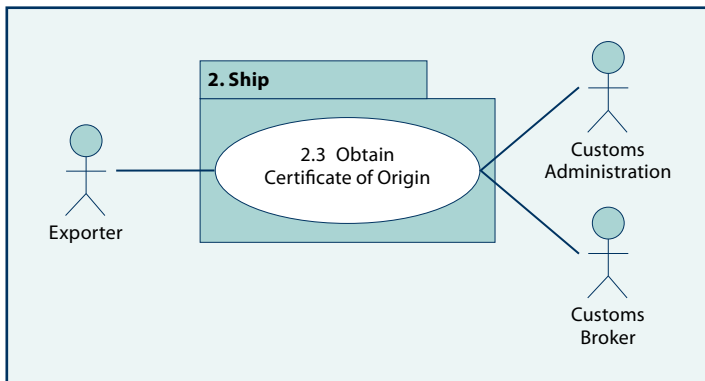 2. Ship
2.3 Obtain
Certificate of Origin
Exporter
Customs
Administration
Customs
Broker